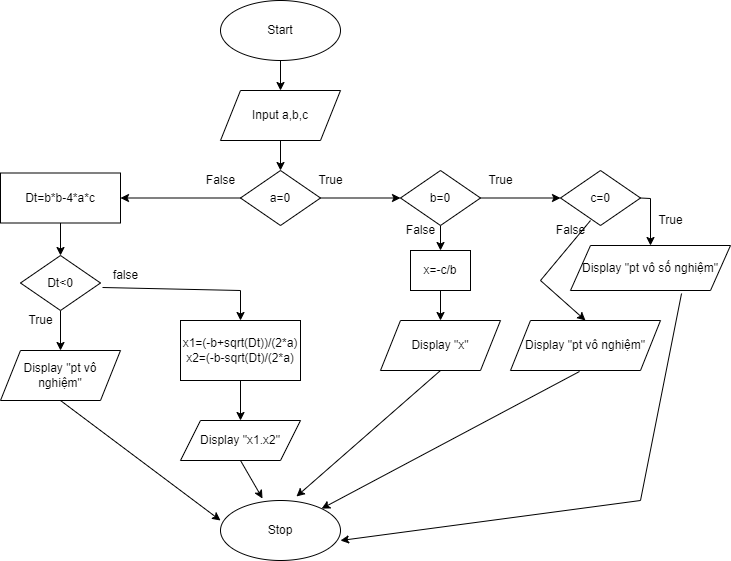 Start
Input a,b,c
False
True
True
Dt=b*b-4*a*c
a=0
b=0
c=0
True
False
False
Dt<0
false
x=-c/b
Display "pt vô số nghiệm"
True
x1=(-b+sqrt(Dt))/(2*a)
x2=(-b-sqrt(Dt)/(2*a)
Display "x"
Display "pt vô nghiệm"
Display "pt vô
nghiệm"
Display "x1.x2"
Stop